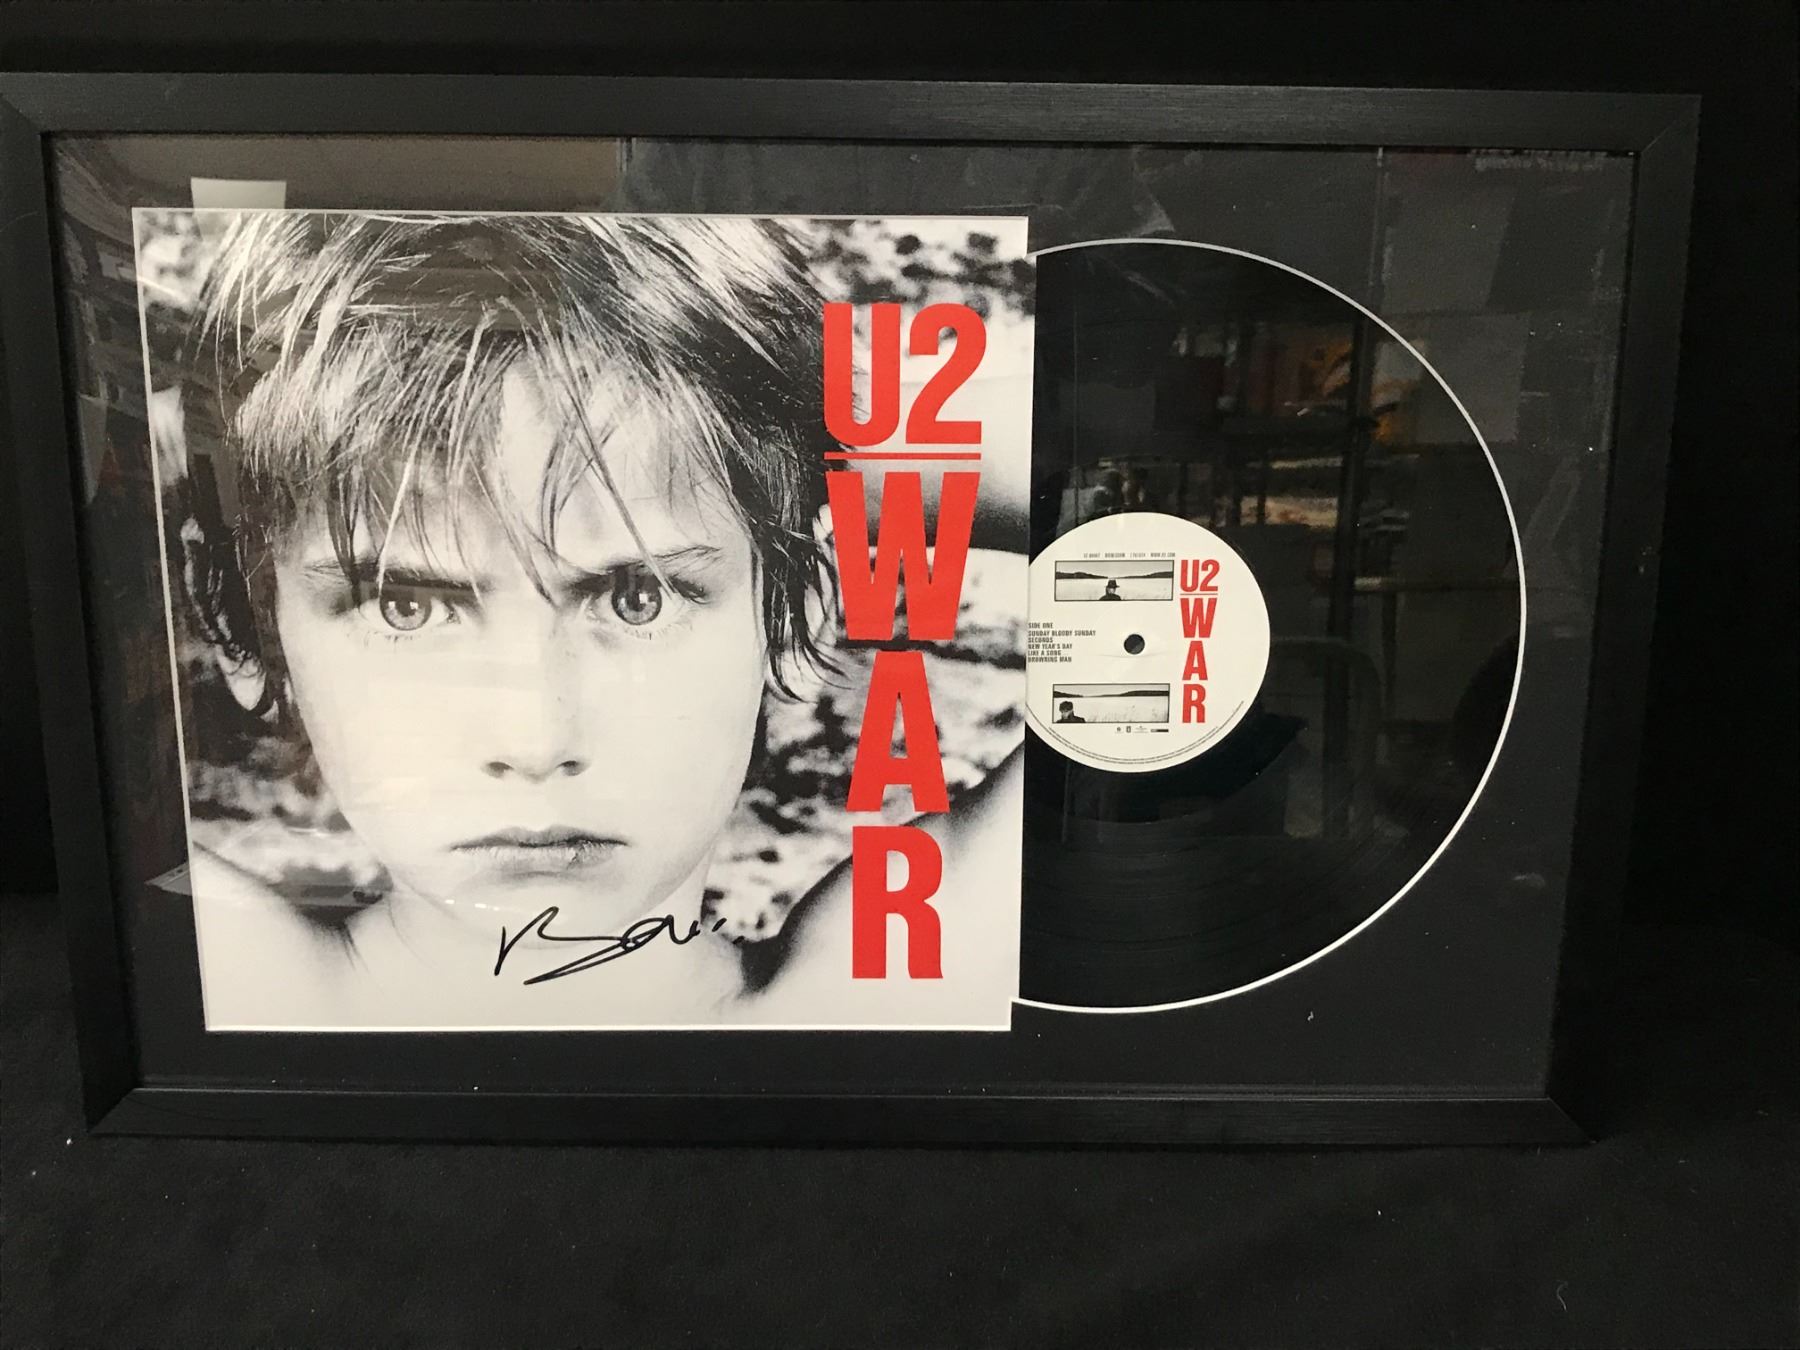 U2
WAR
U2
WAR
SIDE ONE
SUNDAY BLOODY SUNDAY
SECONDS
NEW YEAR'S DAY
LIKE A SONG...
DROWNING MAN